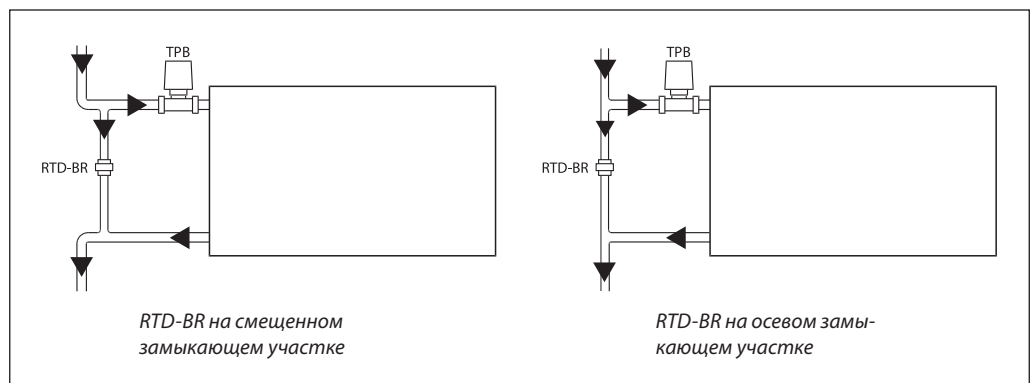 ТРВ
RTD-BR
RTD-BR на смещенном
замыкающем участке
ТРВ
RTD-BR
RTD-BR на осевом замы-
кающем участке